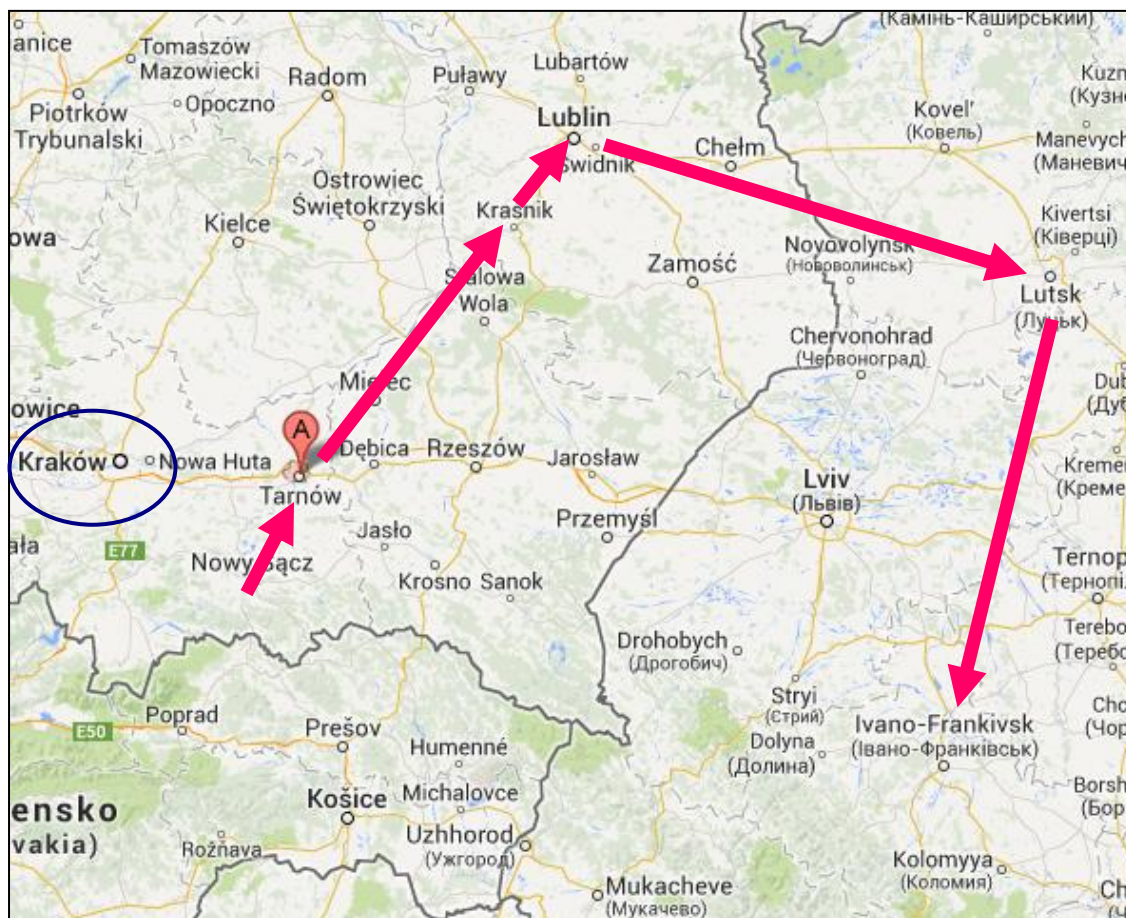 (Камінь-Каширський)
anice
Tomaszów
Mazowiecki
Radom
Puławy
Lubartów
Kuzn
(Кузне
Piotrków
Trybunalski
Opoczno
Lublin
Świdnik
Chełm
Kovel'
(Ковель)
Manevych
(Маневич
Ostrowiec
Świętokrzyski
Kielce
Kraśnik
Kivertsi
(Ківерці)
owa
Novovolynsk
(Нововолинськ)
Zamość
Stalowa
Wola
Lutsk
(Луцьк)
Chervonohrad
(Червоноград)
Mielec
Dub
(Дуб
owice
A
Kraków
Nowa Huta
Dębica
Rzeszów
Jarosław
Kremen
(Кремe
Tarnów
Lviv
(Львів)
Przemyśl
Jasło
ała
E77
Nowy Sącz
Krosno
Sanok
Ternop
(Тернопіл
Terebo
(Теребо
Drohobych
(Дрогобич)
Stryi
(Стрий)
Poprad
E50
Prešov
Humenné
Dolyna
(Долина)
Ivano-Frankivsk
(Івано-Франківськ)
Cho
(Чор
ensko
vakia)
Košice
Michalovce
Borsh
(Бор
Rožňava
Uzhhorod
(Ужгород)
Kolomyya
(Коломия)
Mukacheve
(Мукачево)
Ch
(Ч